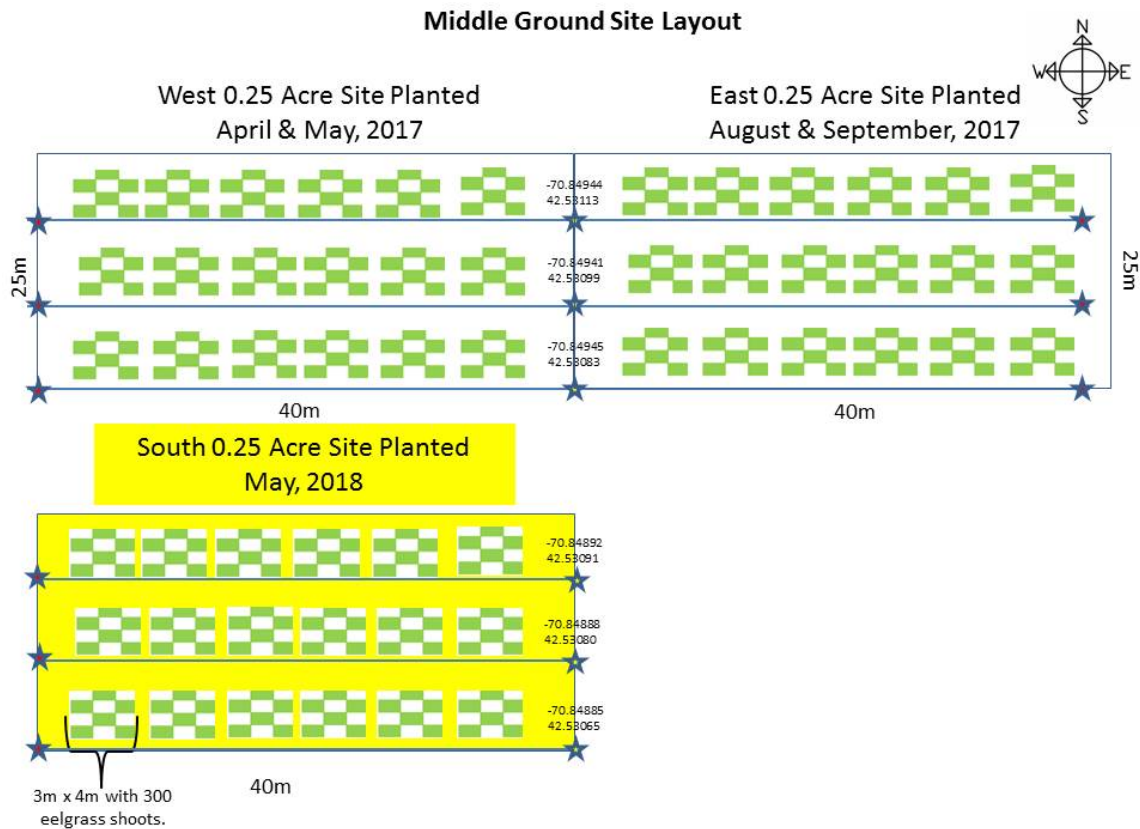 Middle Ground Site Layout
N
W E
S
West 0.25 Acre Site Planted
April & May, 2017
East 0.25 Acre Site Planted
August & September, 2017
-70.84944
42.53113
25m
-70.84941
42.53099
25m
-70.84945
42.53083
40m
40m
South 0.25 Acre Site Planted
May, 2018
-70.84892
42.53091
-70.84888
42.53080
-70.84885
42.53065
40m
3m x 4m with 300
eelgrass shoots.